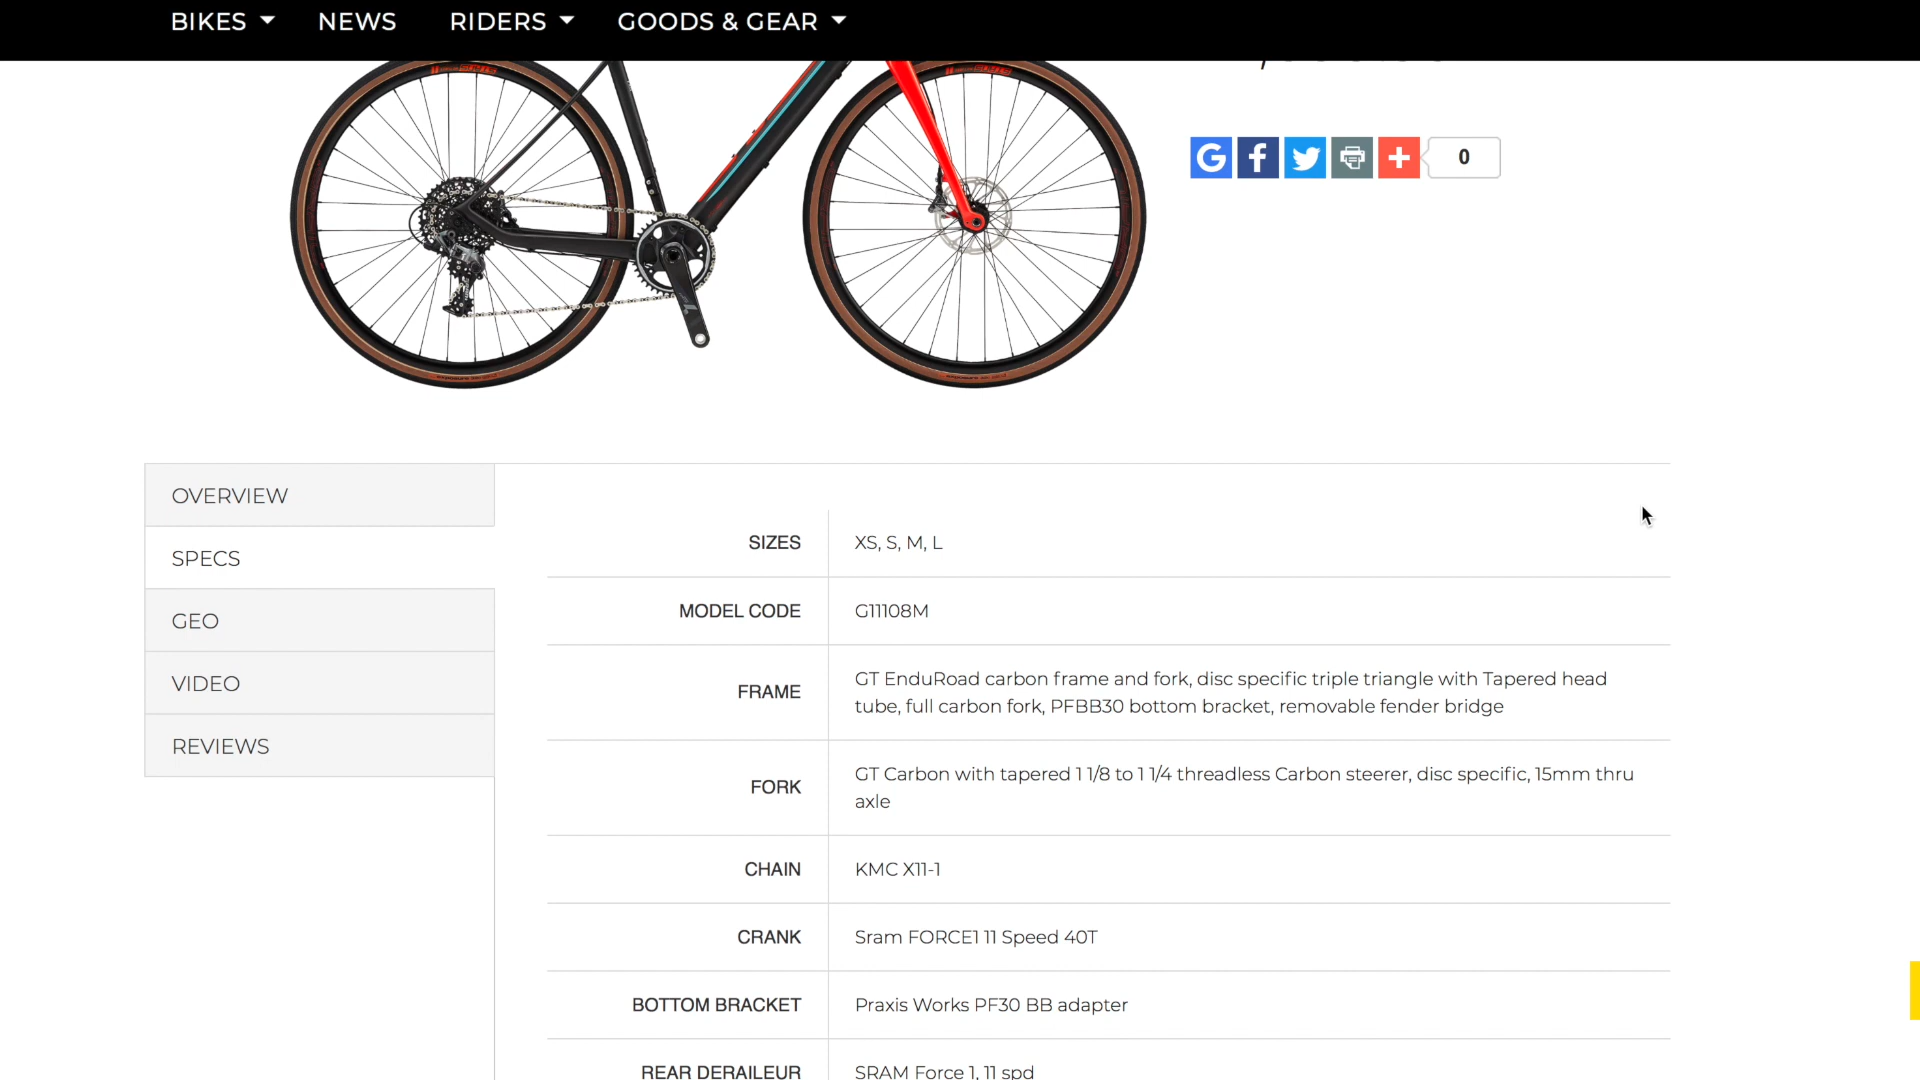 BIKES NEWS RIDERS GOODS & GEAR
0
OVERVIEW
SPECS
GEO
VIDEO
REVIEWS
SIZES XS, S, M, L
MODEL CODE G11108M
FRAME GT EnduRoad carbon frame and fork, disc specific triple triangle with Tapered head
tube, full carbon fork, PFBB30 bottom bracket, removable fender bridge
FORK GT Carbon with tapered 1 1/8 to 1 1/4 threadless Carbon steerer, disc specific, 15mm thru
axle
CHAIN KMC X11-1
CRANK Sram FORCE1 11 Speed 40T
BOTTOM BRACKET Praxis Works PF30 BB adapter
REAR DERAILEUR SRAM Force 1, 11 spd